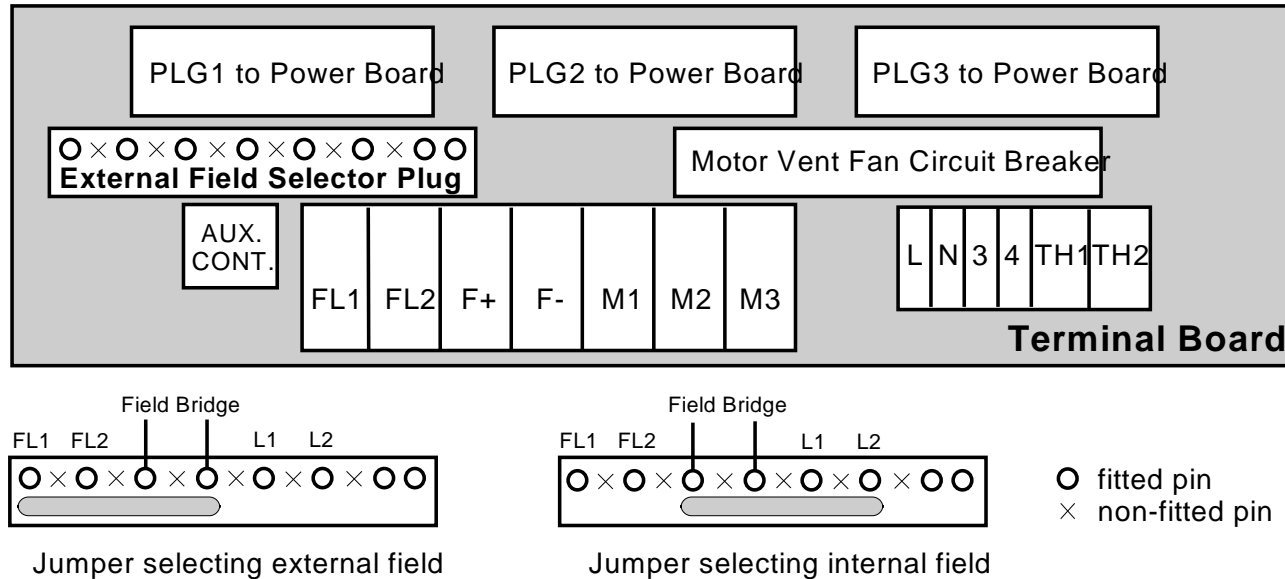 PLG1 to Power Board
PLG2 to Power Board
PLG3 to Power Board
External Field Selector Plug
Motor Vent Fan Circuit Breaker
AUX.
CONT.
FL1 FL2 F+ F- M1 M2 M3
L N 3 4 TH1 TH2
Terminal Board
Field Bridge
FL1 FL2 L1 L2
Jumper selecting external field
Field Bridge
FL1 FL2 L1 L2
Jumper selecting internal field
fitted pin
non-fitted pin